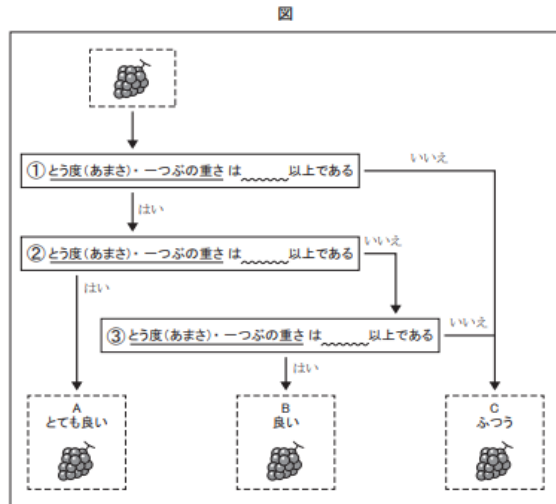 図
①とう度(あまさ)・一つぶの重さ は 以上である
いいえ
はい
②とう度(あまさ)・一つぶの重さ は 以上である
いいえ
はい
③とう度(あまさ)・一つぶの重さ は 以上である
いいえ
はい
A
とても良い
B
良い
C
ふつう